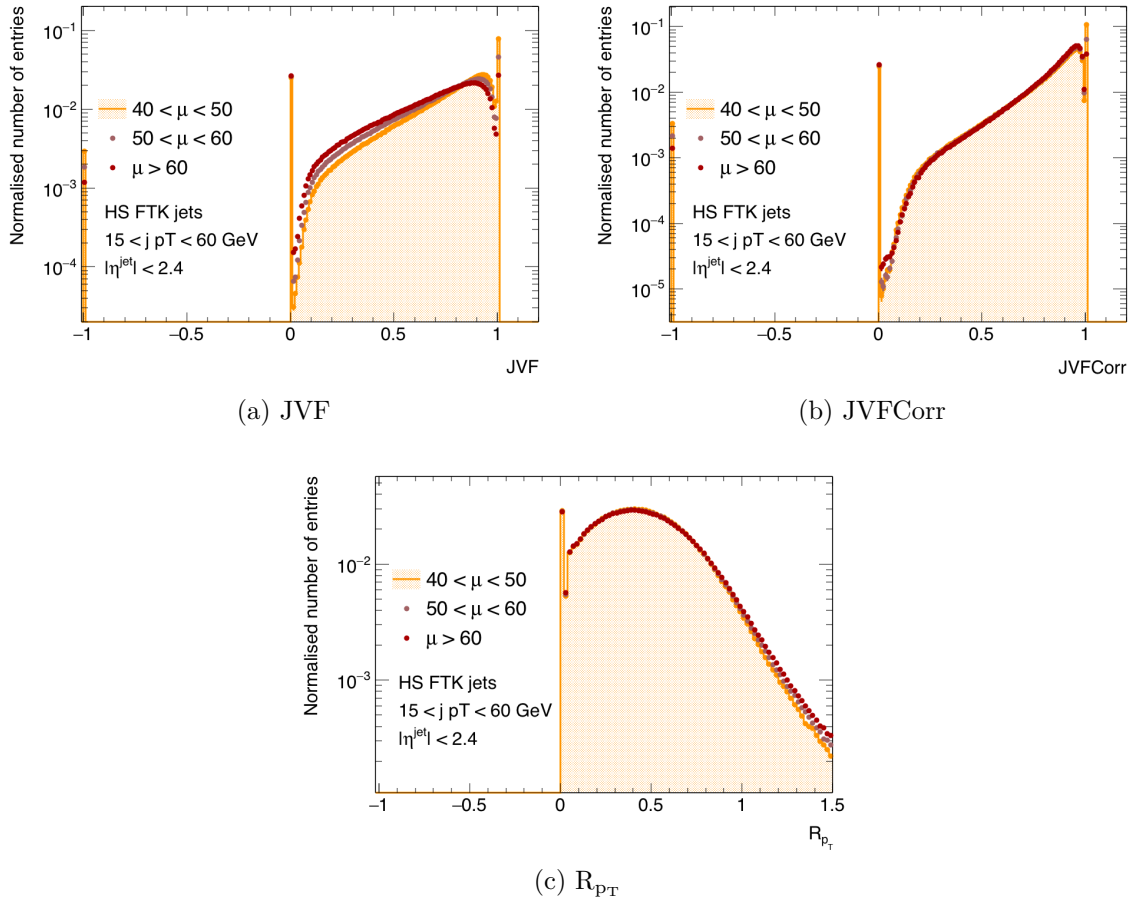 Normalised number of entries
10⁻¹
10⁻²
10⁻³
10⁻⁴
40 < μ < 50
50 < μ < 60
μ > 60
HS FTK jets
15 < j pT < 60 GeV
|η^jet| < 2.4
−1 −0.5 0 0.5 1
JVF
(a) JVF
Normalised number of entries
10⁻¹
10⁻²
10⁻³
10⁻⁴
10⁻⁵
40 < μ < 50
50 < μ < 60
μ > 60
HS FTK jets
15 < j pT < 60 GeV
|η^jet| < 2.4
−1 −0.5 0 0.5 1
JVFCorr
(b) JVFCorr
Normalised number of entries
10⁻²
10⁻³
40 < μ < 50
50 < μ < 60
μ > 60
HS FTK jets
15 < j pT < 60 GeV
|η^jet| < 2.4
−1 −0.5 0 0.5 1 1.5
R_{p_T}
(c) R_{p_T}